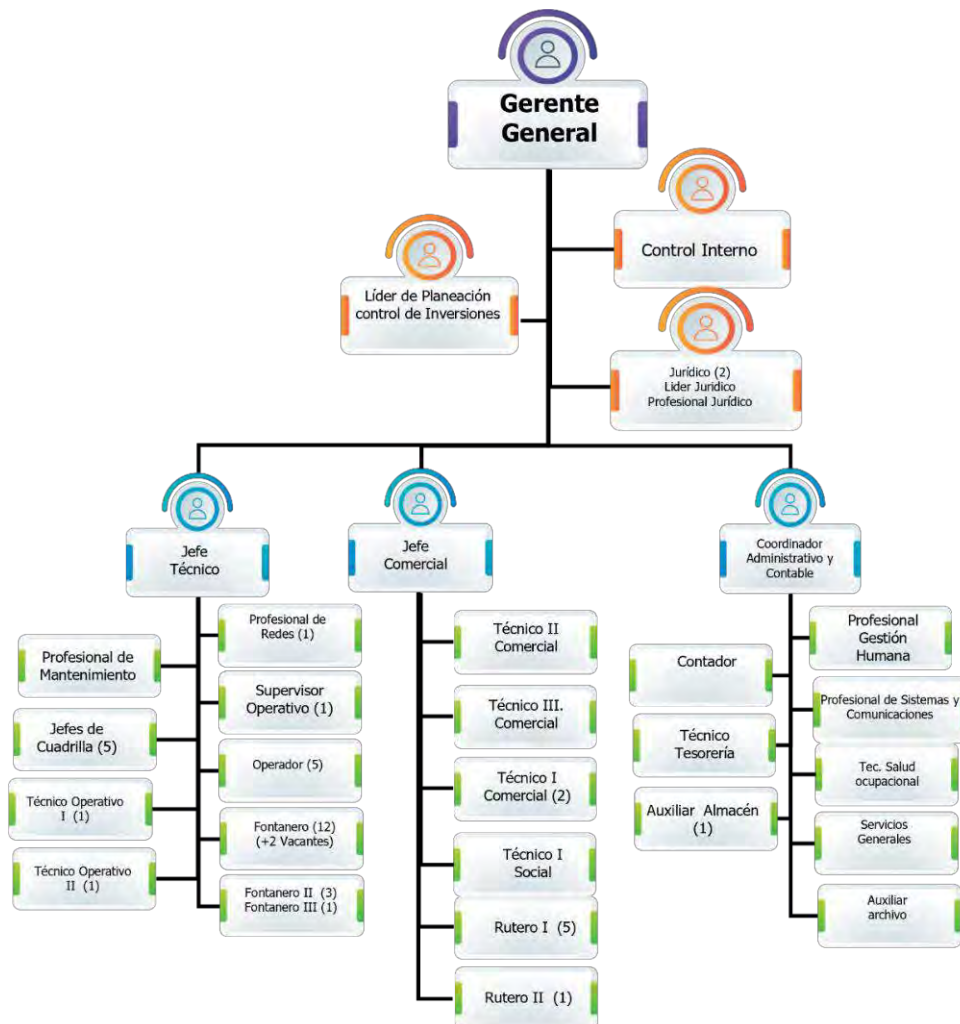 Gerente
General
Control Interno
Líder de Planeación
control de Inversiones
Jurídico (2)
Lider Juridico
Profesional Jurídico
Jefe
Técnico
Jefe
Comercial
Coordinador
Administrativo y
Contable
Profesional de
Redes (1)
Profesional de
Mantenimiento
Supervisor
Operativo (1)
Jefes de
Cuadrilla (5)
Operador (5)
Técnico Operativo
I (1)
Fontanero (12)
(+2 Vacantes)
Técnico Operativo
II (1)
Fontanero II (3)
Fontanero III (1)
Técnico II
Comercial
Técnico III.
Comercial
Técnico I
Comercial (2)
Técnico I
Social
Rutero I (5)
Rutero II (1)
Profesional
Gestión
Humana
Contador
Profesional de Sistemas y
Comunicaciones
Técnico
Tesorería
Tec. Salud
ocupacional
Auxiliar Almacén
(1)
Servicios
Generales
Auxiliar
archivo